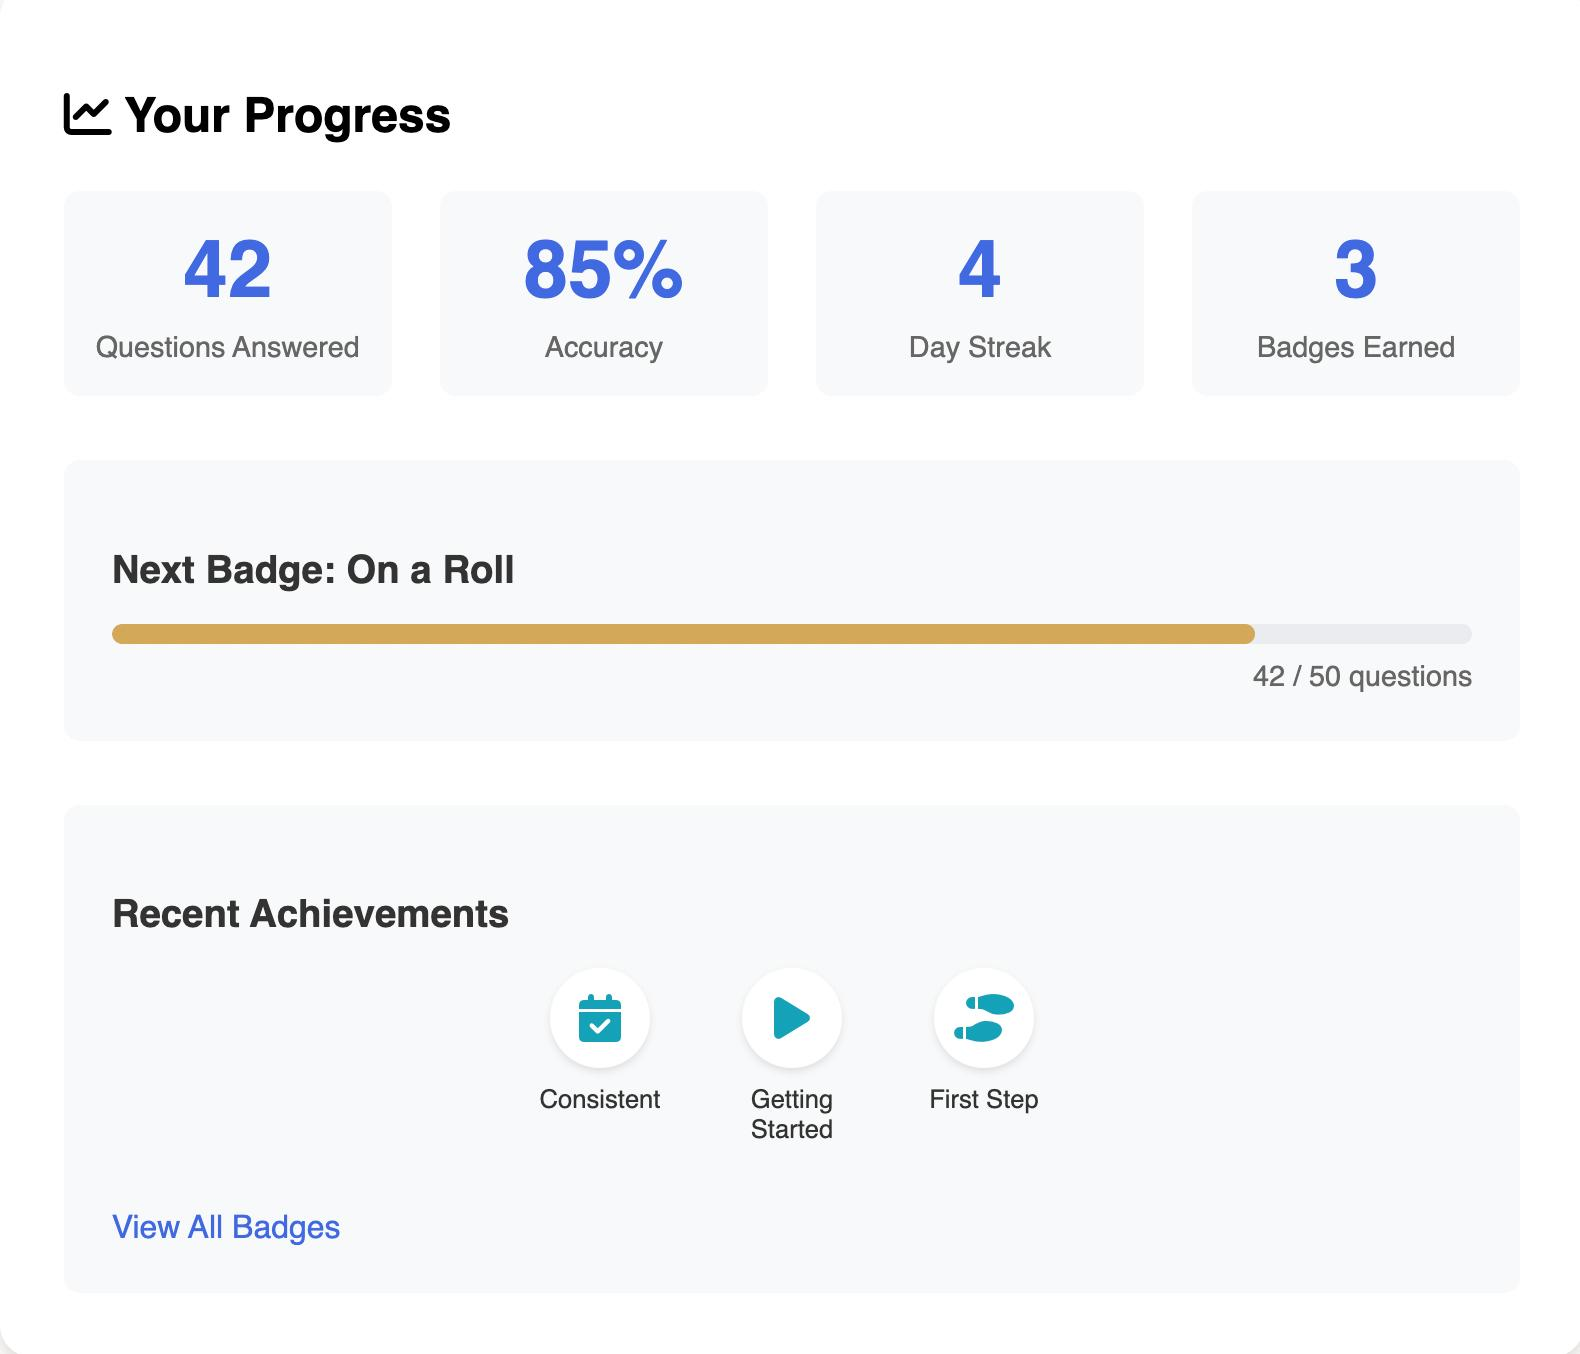 Your Progress
42
Questions Answered
85%
Accuracy
4
Day Streak
3
Badges Earned
Next Badge: On a Roll
42 / 50 questions
Recent Achievements
Consistent
Getting
Started
First Step
View All Badges